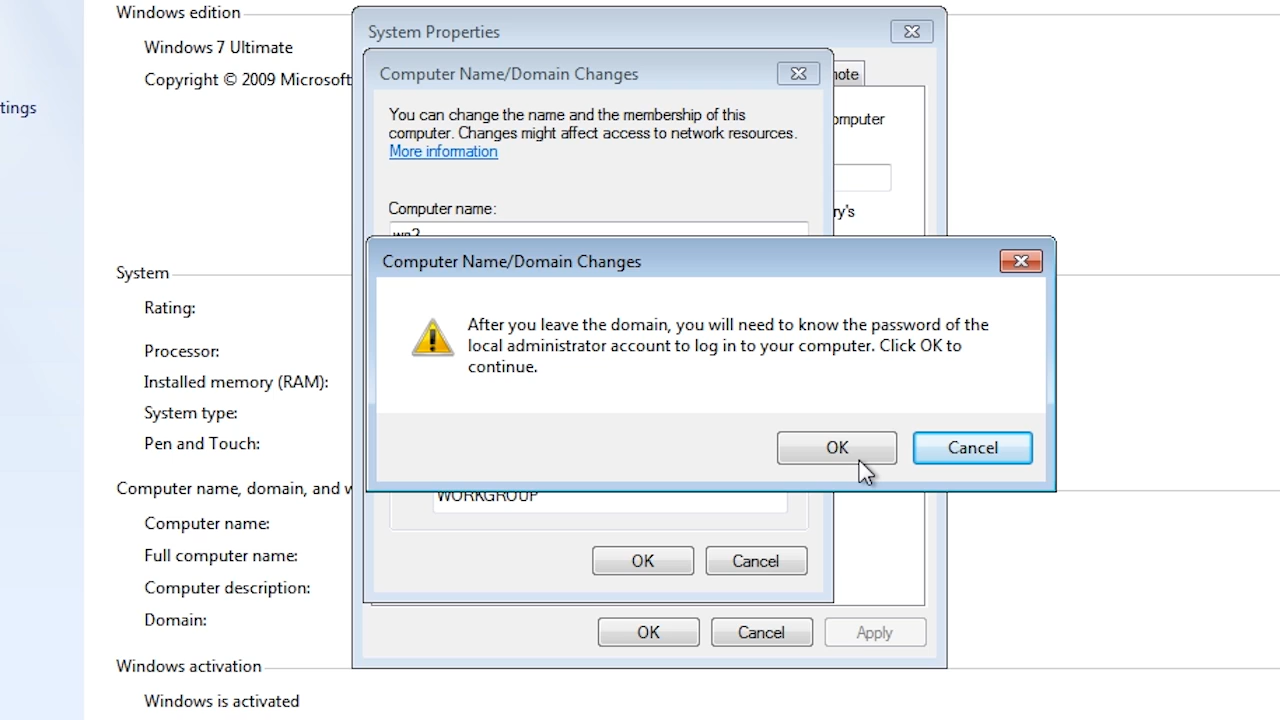 Windows edition
Windows 7 Ultimate
Copyright © 2009 Microsoft
tings
System Properties
Computer Name/Domain Changes
note
You can change the name and the membership of this
computer. Changes might affect access to network resources.
More information
omputer
ry's
Computer name:
Computer Name/Domain Changes
After you leave the domain, you will need to know the password of the
local administrator account to log in to your computer. Click OK to
continue.
OK
Cancel
WORKGROUP
OK
Cancel
OK
Cancel
Apply
System
Rating:
Processor:
Installed memory (RAM):
System type:
Pen and Touch:
Computer name, domain, and w
Computer name:
Full computer name:
Computer description:
Domain:
Windows activation
Windows is activated